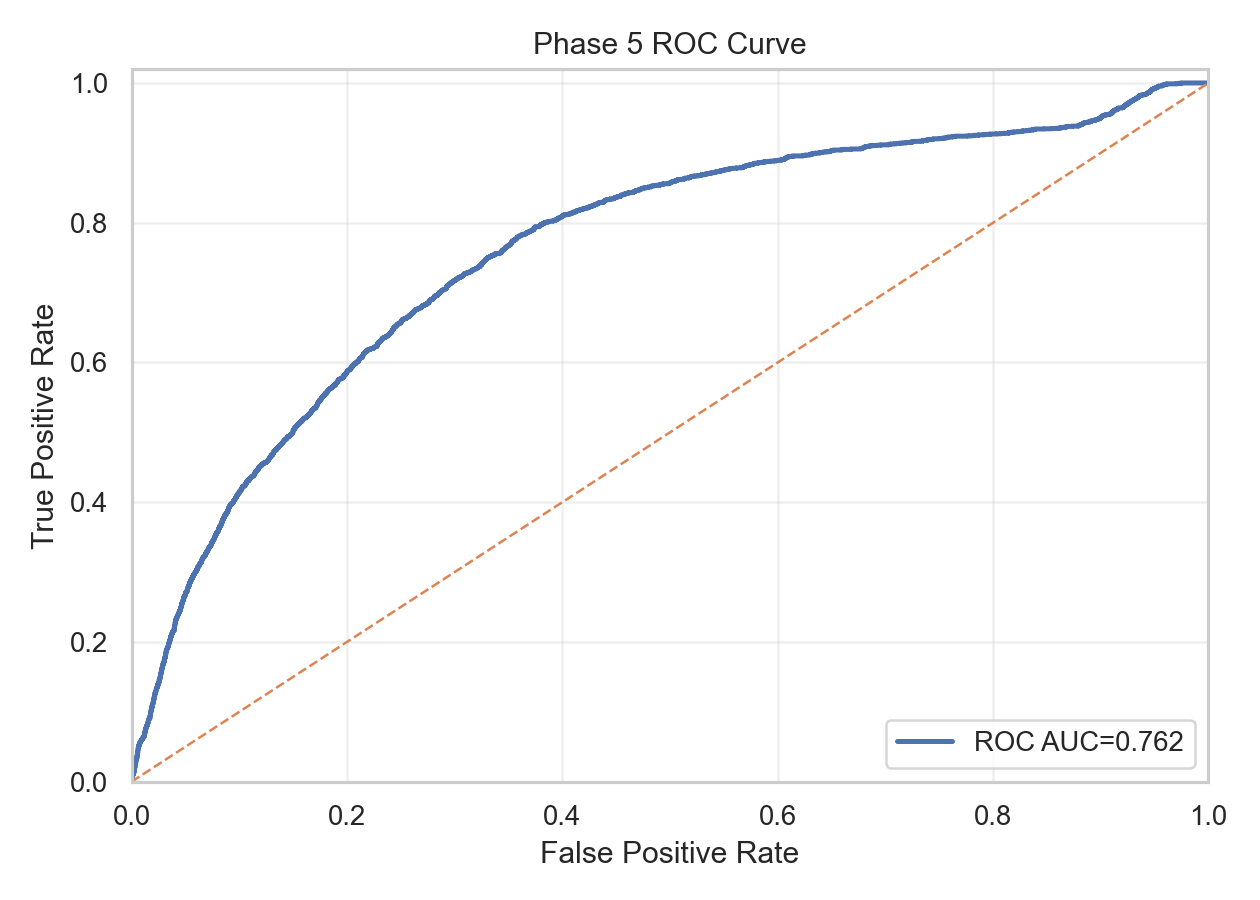 Phase 5 ROC Curve
1.0
0.8
0.6
0.4
0.2
0.0
True Positive Rate
ROC AUC=0.762
0.0 0.2 0.4 0.6 0.8 1.0
False Positive Rate